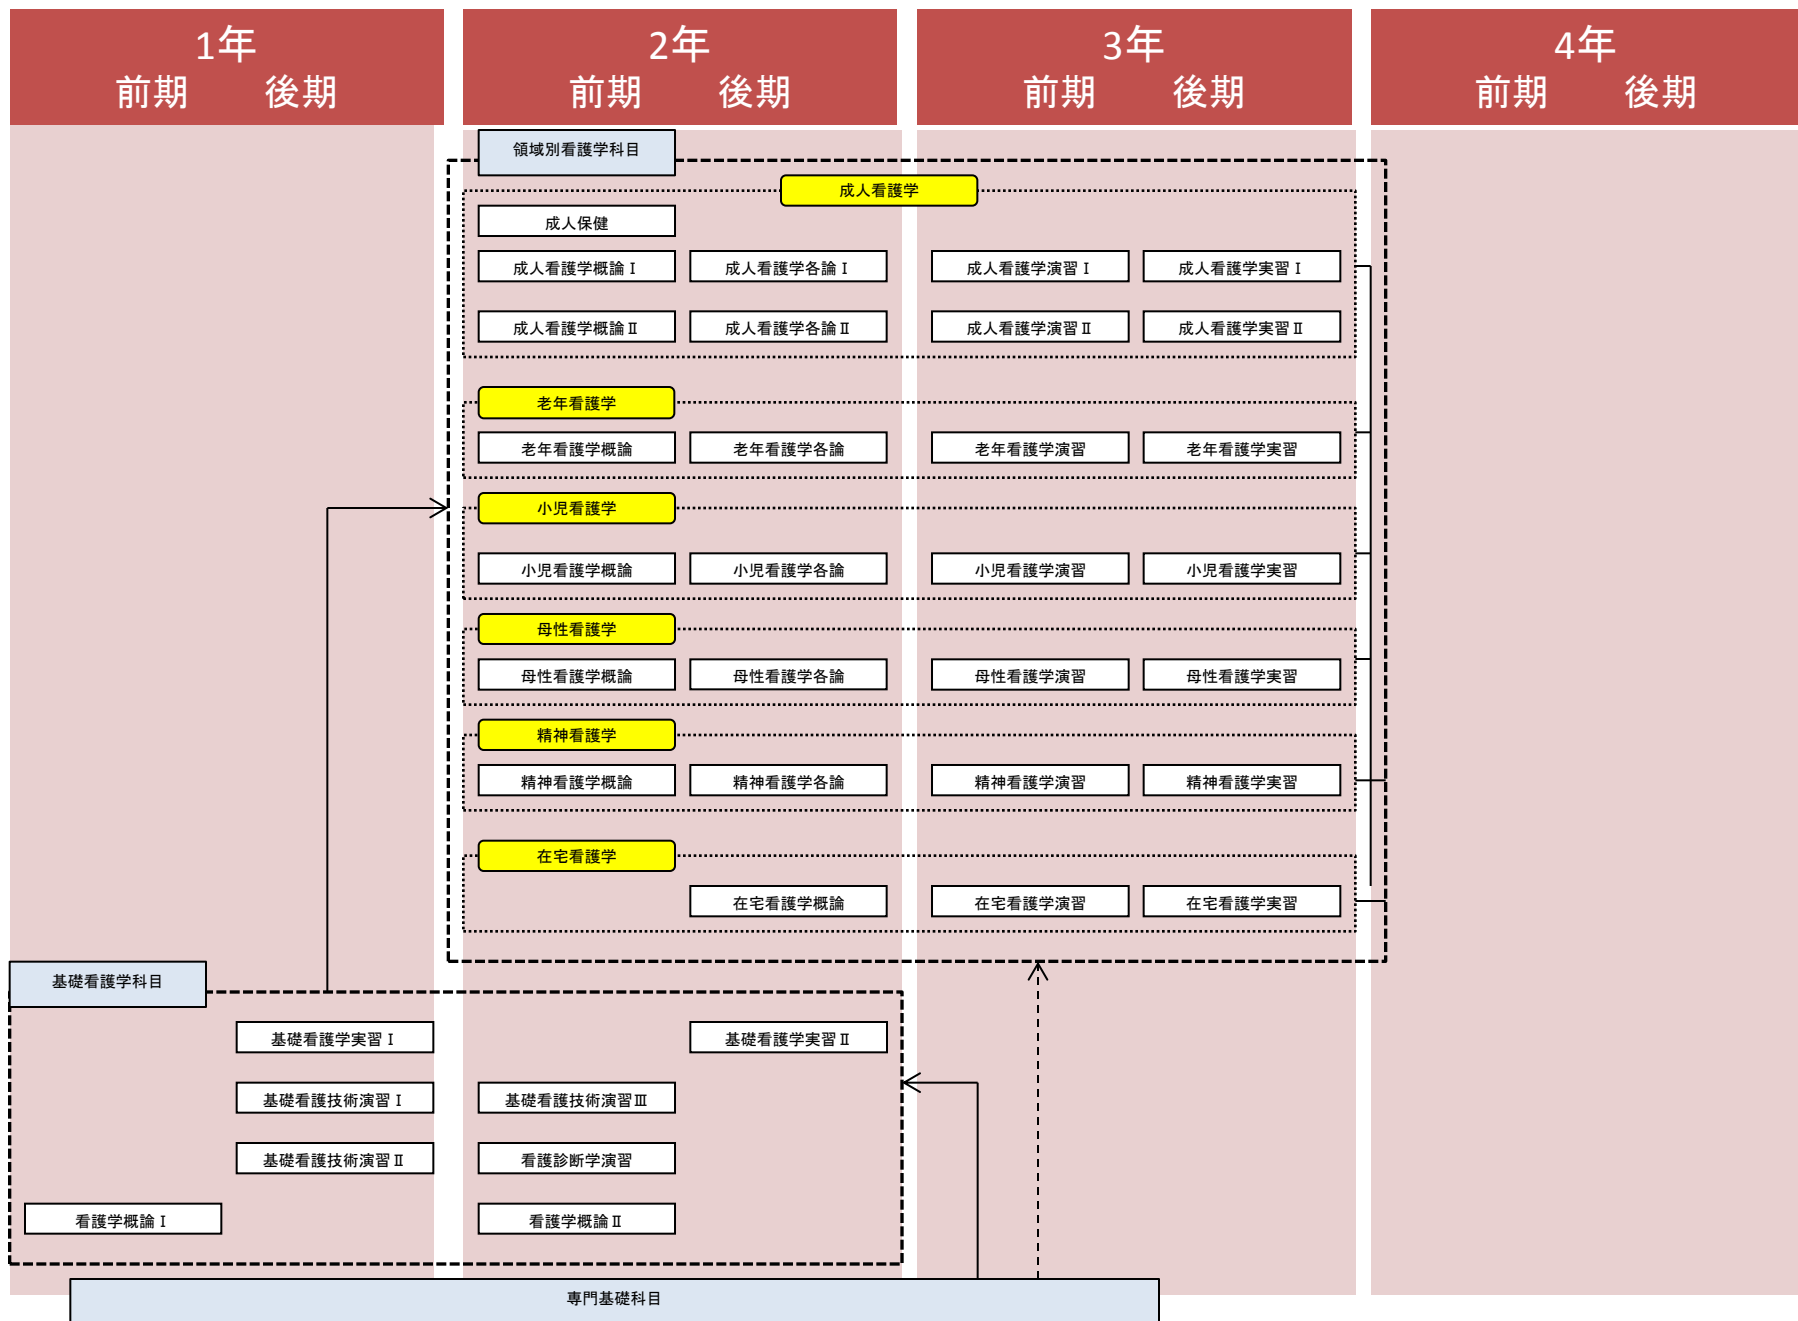 1年
前期 後期
2年
前期 後期
3年
前期 後期
4年
前期 後期
領域別看護学科目
成人看護学
成人保健
成人看護学概論Ⅰ 成人看護学各論Ⅰ 成人看護学演習Ⅰ 成人看護学実習Ⅰ
成人看護学概論Ⅱ 成人看護学各論Ⅱ 成人看護学演習Ⅱ 成人看護学実習Ⅱ
老年看護学
老年看護学概論 老年看護学各論 老年看護学演習 老年看護学実習
小児看護学
小児看護学概論 小児看護学各論 小児看護学演習 小児看護学実習
母性看護学
母性看護学概論 母性看護学各論 母性看護学演習 母性看護学実習
精神看護学
精神看護学概論 精神看護学各論 精神看護学演習 精神看護学実習
在宅看護学
在宅看護学概論 在宅看護学演習 在宅看護学実習
基礎看護学科目
基礎看護学実習Ⅰ 基礎看護学実習Ⅱ
基礎看護技術演習Ⅰ 基礎看護技術演習Ⅲ
基礎看護技術演習Ⅱ 看護診断学演習
看護学概論Ⅰ 看護学概論Ⅱ
専門基礎科目